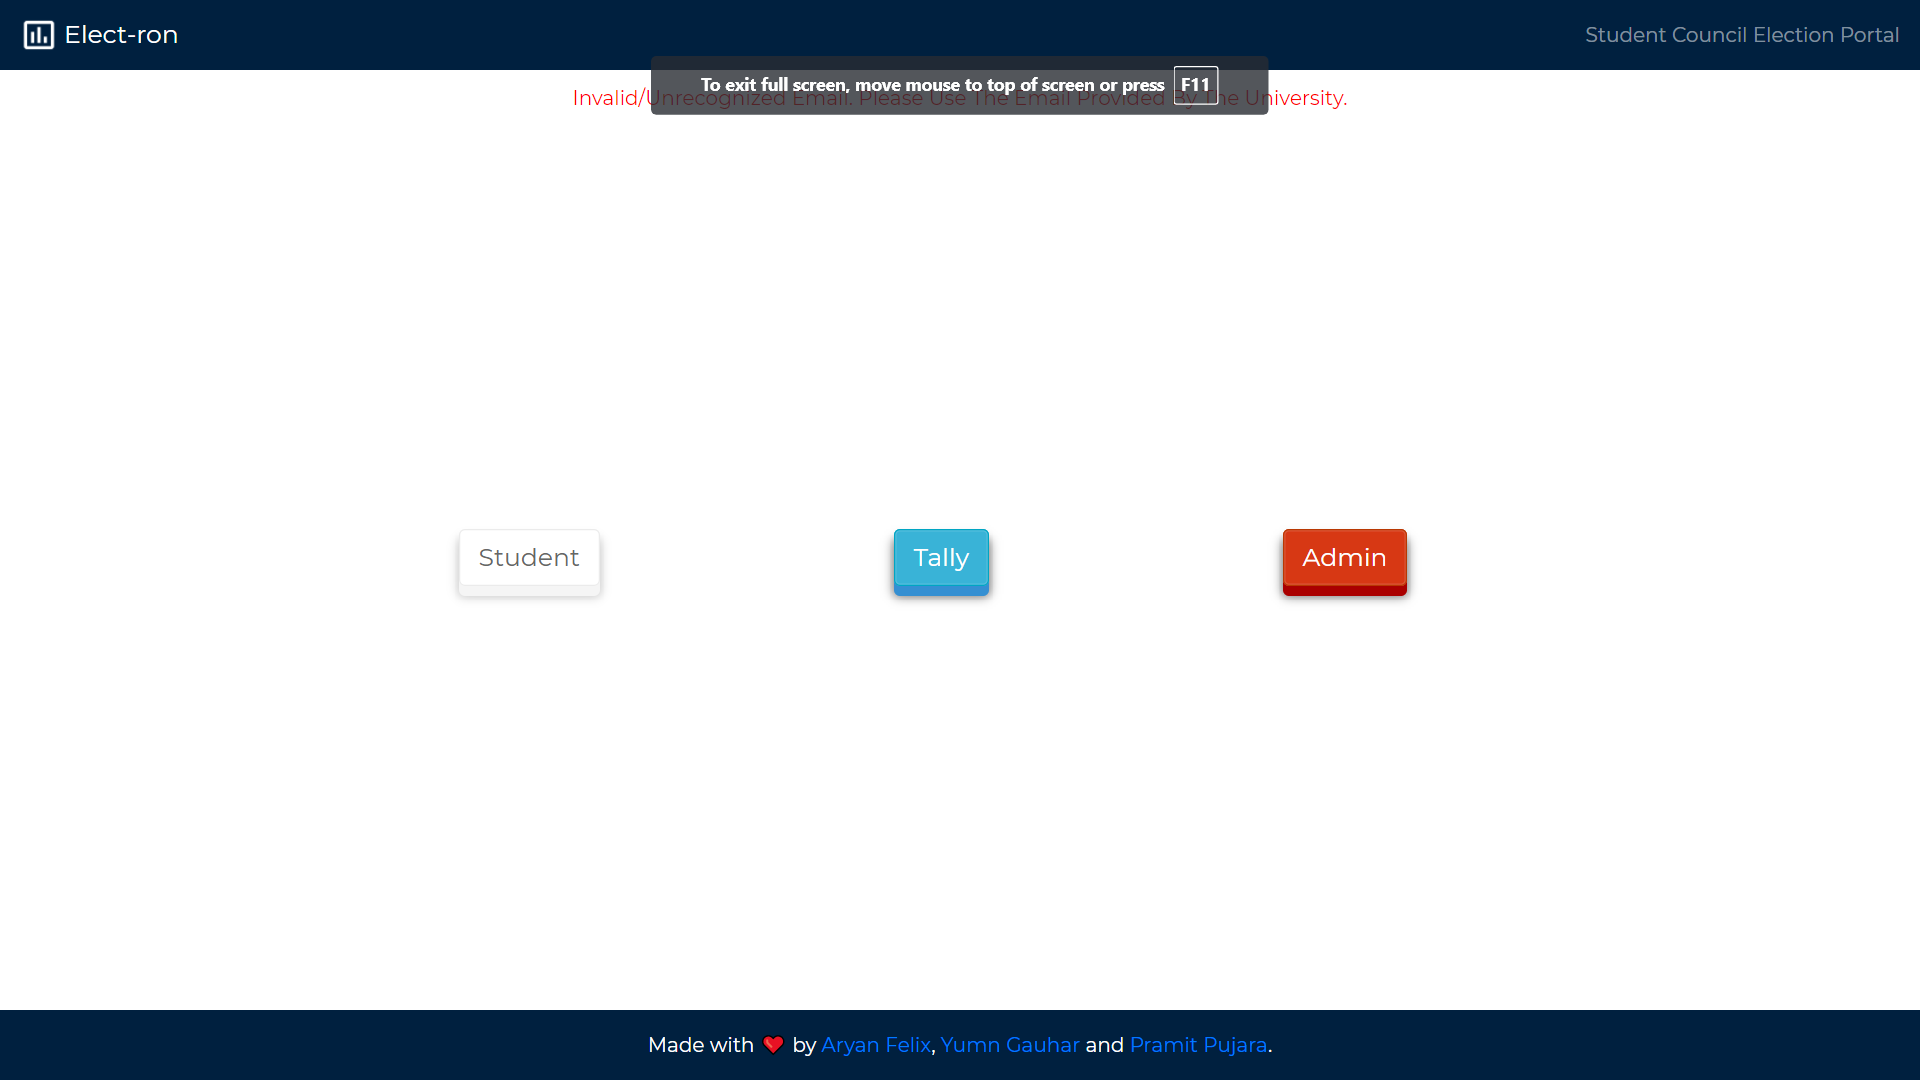 Elect-ron
Student Council Election Portal
To exit full screen, move mouse to top of screen or press F11
Invalid/Unrecognized Email. Please Use The Email Provided By The University.
Student
Tally
Admin
Made with ❤ by Aryan Felix, Yumn Gauhar and Pramit Pujara.